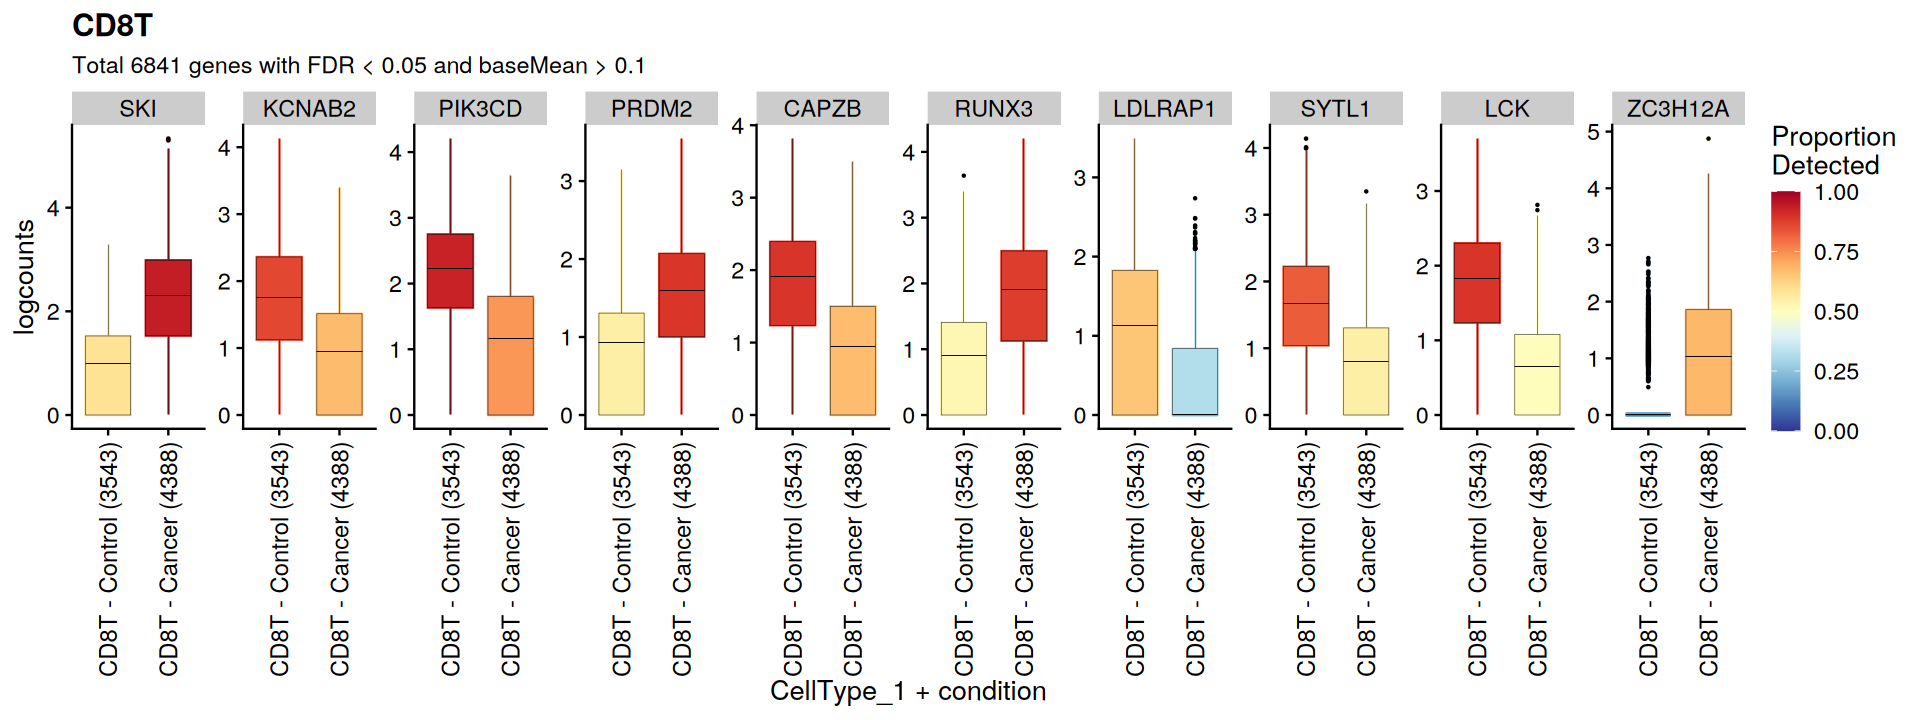 CD8T
Total 6841 genes with FDR < 0.05 and baseMean > 0.1
SKI KCNAB2 PIK3CD PRDM2 CAPZB RUNX3 LDLRAP1 SYTL1 LCK ZC3H12A
logcounts
4
2
0
4
3
2
1
0
4
3
2
1
0
3
2
1
0
4
3
2
1
0
4
3
2
1
0
3
2
1
0
4
3
2
1
0
3
2
1
0
5
4
3
2
1
0
CD8T - Control (3543)
CD8T - Cancer (4388)
CD8T - Control (3543)
CD8T - Cancer (4388)
CD8T - Control (3543)
CD8T - Cancer (4388)
CD8T - Control (3543)
CD8T - Cancer (4388)
CD8T - Control (3543)
CD8T - Cancer (4388)
CD8T - Control (3543)
CD8T - Cancer (4388)
CD8T - Control (3543)
CD8T - Cancer (4388)
CD8T - Control (3543)
CD8T - Cancer (4388)
CD8T - Control (3543)
CD8T - Cancer (4388)
CD8T - Control (3543)
CD8T - Cancer (4388)
CellType_1 + condition
Proportion
Detected
1.00
0.75
0.50
0.25
0.00